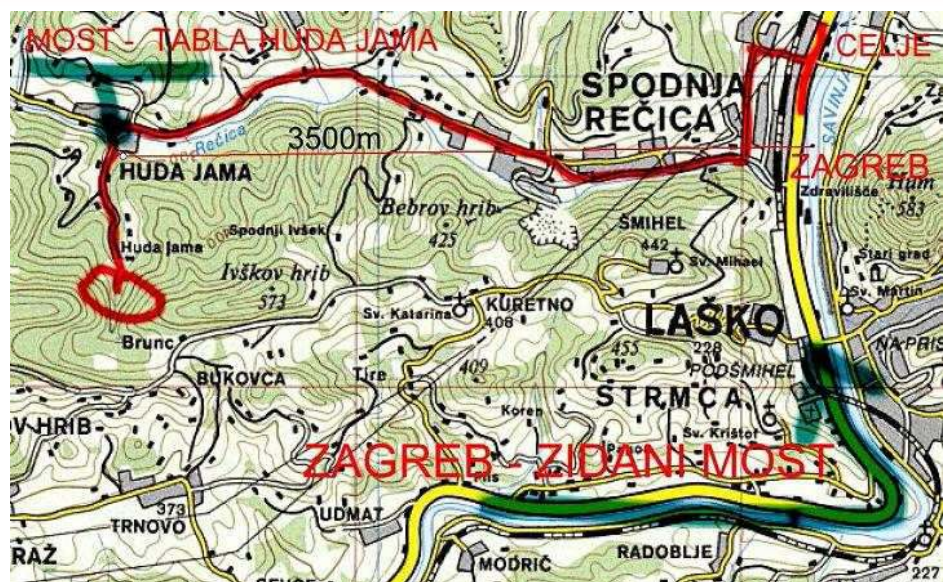 MOST - TABLA HUDA JAMA
CELJE
SPODNJA
REČICA
SAVINJA
Rečica
3500m
HUDA JAMA
ZAGREB
Zdravilišče
Hum
583
Bebrov hrib
425
ŠMIHEL
442
Sv. Mihael
Stari grad
Sv. Martin
Huda Jama
Spodnji Ivšek
Ivškov hrib
573
Sv. Katarina
KURETNO
408
LAŠKO
228
Brunc
455
PODŠMIHEL
NA PRIS
BUKOVCA
Tire
409
STRMCA
Koren
Sv. Krištof
V HRIB
ZAGREB - ZIDANI MOST
373
TRNOVO
UDMAT
RAŽ
MODRIČ
RADOBLJE
227